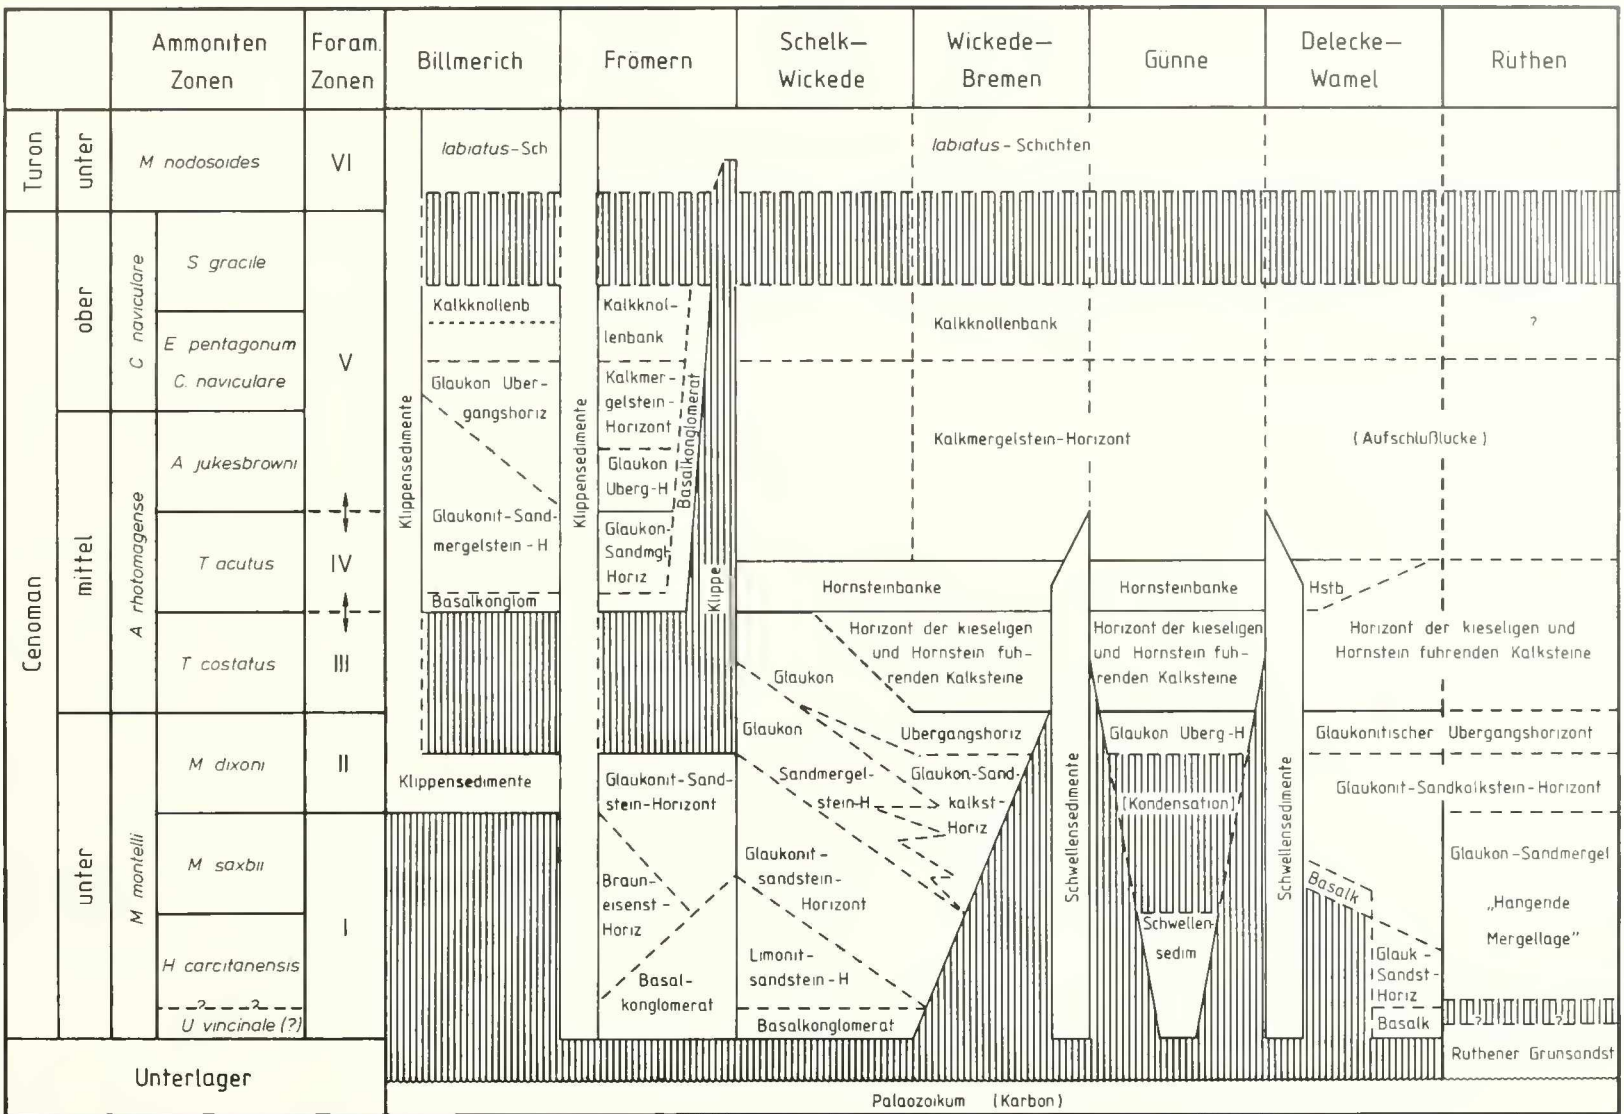 Ammoniten
Zonen
Foram.
Zonen
Billmerich
Frömern
Schelk–
Wickede
Wickede–
Bremen
Günne
Delecke–
Wamel
Rüthen
Turon
unter
M nodosoides
VI
labiatus-Sch
labiatus-Schichten
Cenoman
ober
C naviculare
S gracile
E pentagonum
C. naviculare
V
mittel
A rhotomagense
A jukesbrowni
T acutus
IV
T costatus
III
unter
M montelli
M dixoni
II
M saxbii
I
H carcitanensis
? ?
U vincinale (?)
Unterlager
Klippensedimente
Kalkknollenb
Glaukon Uber-
gangshoriz
Glaukonit-Sand-
mergelstein-H
Basalkonglom
Klippensedimente
Klippensedimente
Kalkknol-
lenbank
Kalkmer-
gelstein-
Horizont
Glaukon
Uberg-H
Glaukon-
Sandmgl-
Horiz
Basalkonglomerat
Klippe
Glaukonit-Sand-
stein-Horizont
Braun-
eisenst-
Horiz
Basal-
konglomerat
Kalkknollenbank
?
Kalkmergelstein-Horizont
(Aufschlußlucke)
Hornsteinbanke
Hornsteinbanke
Hstb
Horizont der kieseligen
und Hornstein fuh-
renden Kalksteine
Horizont der kieseligen
und Hornstein fuh-
renden Kalksteine
Horizont der kieseligen und
Hornstein fuhrenden Kalksteine
Glaukon
Glaukon
Ubergangshoriz
Glaukon Uberg-H
Glaukonitischer Ubergangshorizont
Sandmergel-
stein-H
Glaukon-Sand-
kalkst-
Horiz
Glaukonit-
sandstein-
Horizont
Limonit-
sandstein-H
Basalkonglomerat
Schwellensedimente
[Kondensation]
Schwellen-
sedim
Schwellensedimente
Glaukonit-Sandkalkstein-Horizont
Basalk
Glauk-
Sandst-
Horiz
Basalk
Glaukon-Sandmergel
„Hangende
Mergellage"
? ?
Ruthener Grunsandst
Palaozoikum (Karbon)